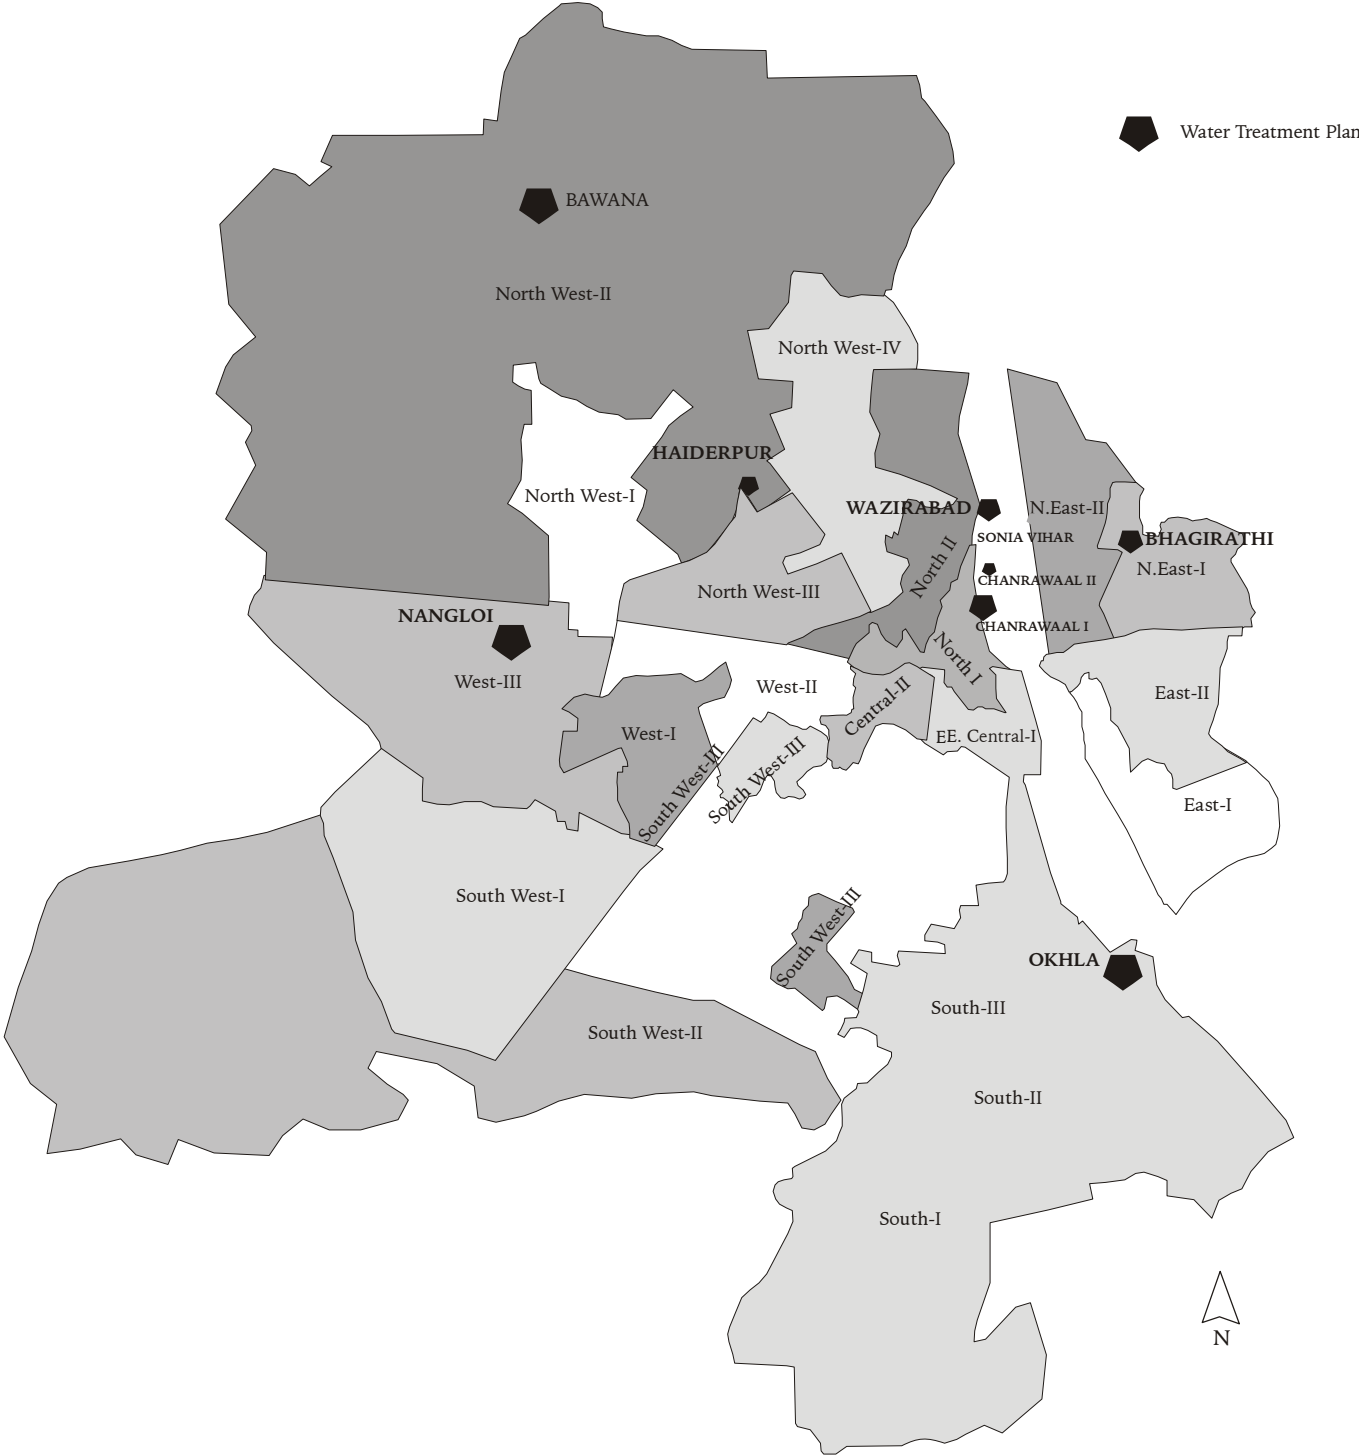 Water Treatment Plan
BAWANA
North West-II
North West-IV
HAIDERPUR
North West-I
WAZIRABAD
N.East-II
SONIA VIHAR
BHAGIRATHI
N.East-I
North II
CHANRAWAAL II
North West-III
NANGLOI
CHANRAWAAL I
North I
West-III
West-II
Central-II
East-II
West-I
EE. Central-I
South West-III
South West-III
East-I
South West-I
South West-III
OKHLA
South-III
South West-II
South-II
South-I
N